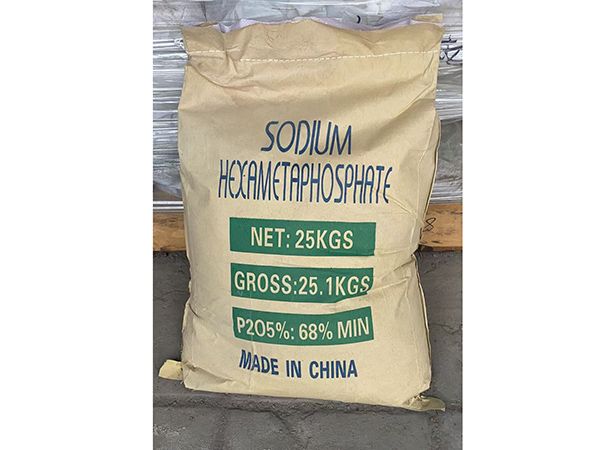 SODIUM
HEXAMETAPHOSPHATE
NET: 25KGS
GROSS:25.1KGS
P2O5%: 68% MIN
MADE IN CHINA